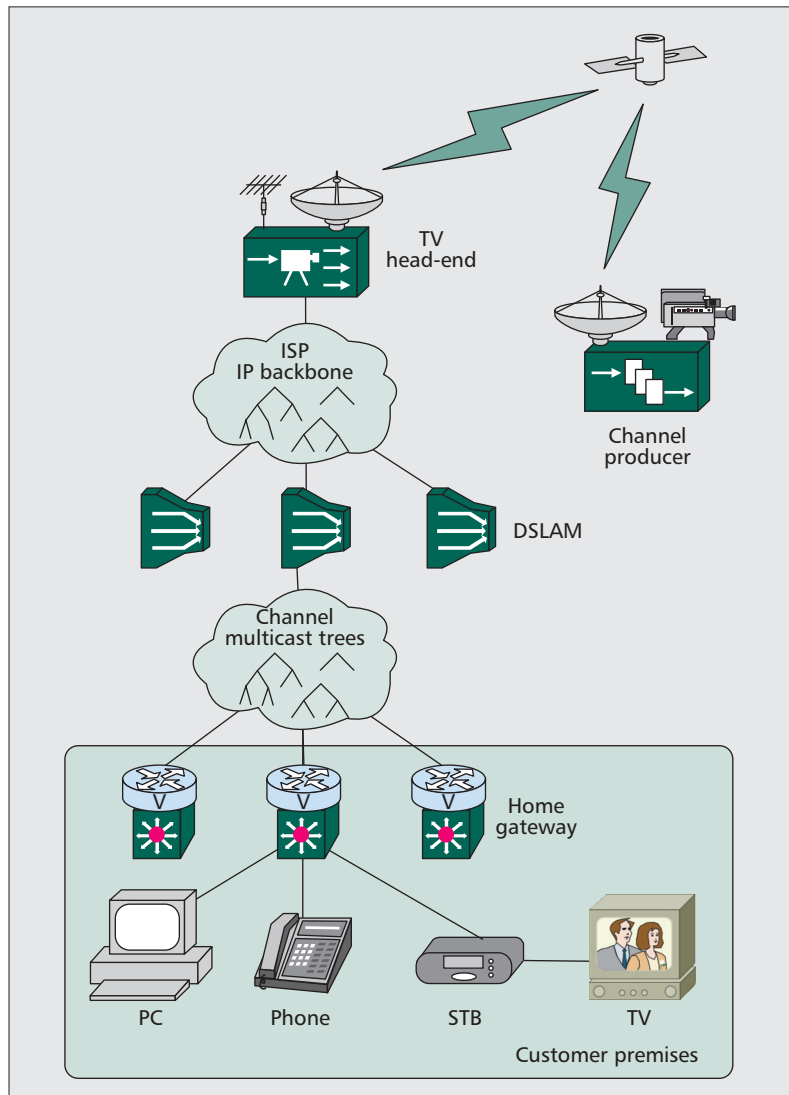 TV
head-end
ISP
IP backbone
Channel
producer
DSLAM
Channel
multicast trees
V
V
V
Home
gateway
PC
Phone
STB
TV
Customer premises